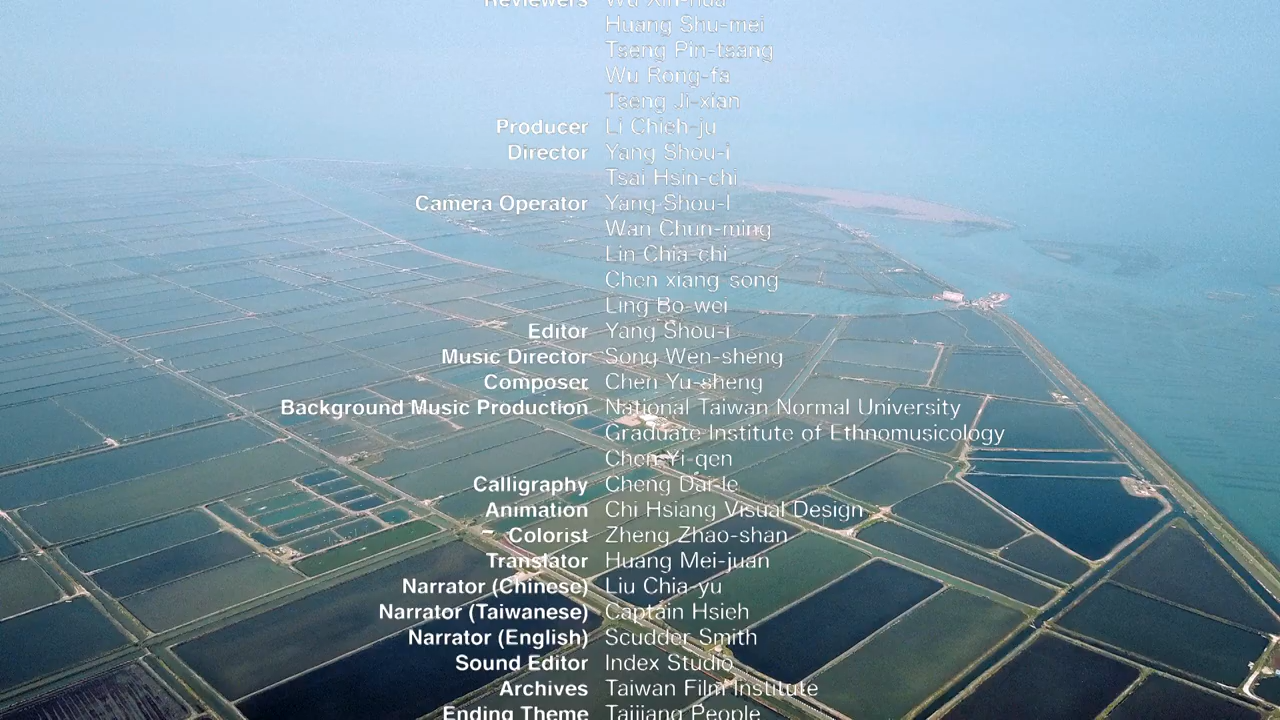 Reviewers Wu Xin-hua
Huang Shu-mei
Tseng Pin-tsang
Wu Rong-fa
Tseng Ji-xian
Producer Li Chieh-ju
Director Yang Shou-i
Tsai Hsin-chi
Camera Operator Yang Shou-I
Wan Chun-ming
Lin Chia-chi
Chen xiang-song
Ling Bo-wei
Editor Yang Shou-i
Music Director Song Wen-sheng
Composer Chen Yu-sheng
Background Music Production National Taiwan Normal University
Graduate Institute of Ethnomusicology
Chen Yi-qen
Calligraphy Cheng Dai-le
Animation Chi Hsiang Visual Design
Colorist Zheng Zhao-shan
Translator Huang Mei-juan
Narrator (Chinese) Liu Chia-yu
Narrator (Taiwanese) Captain Hsieh
Narrator (English) Scudder Smith
Sound Editor Index Studio
Archives Taiwan Film Institute
Ending Theme Taijiang People